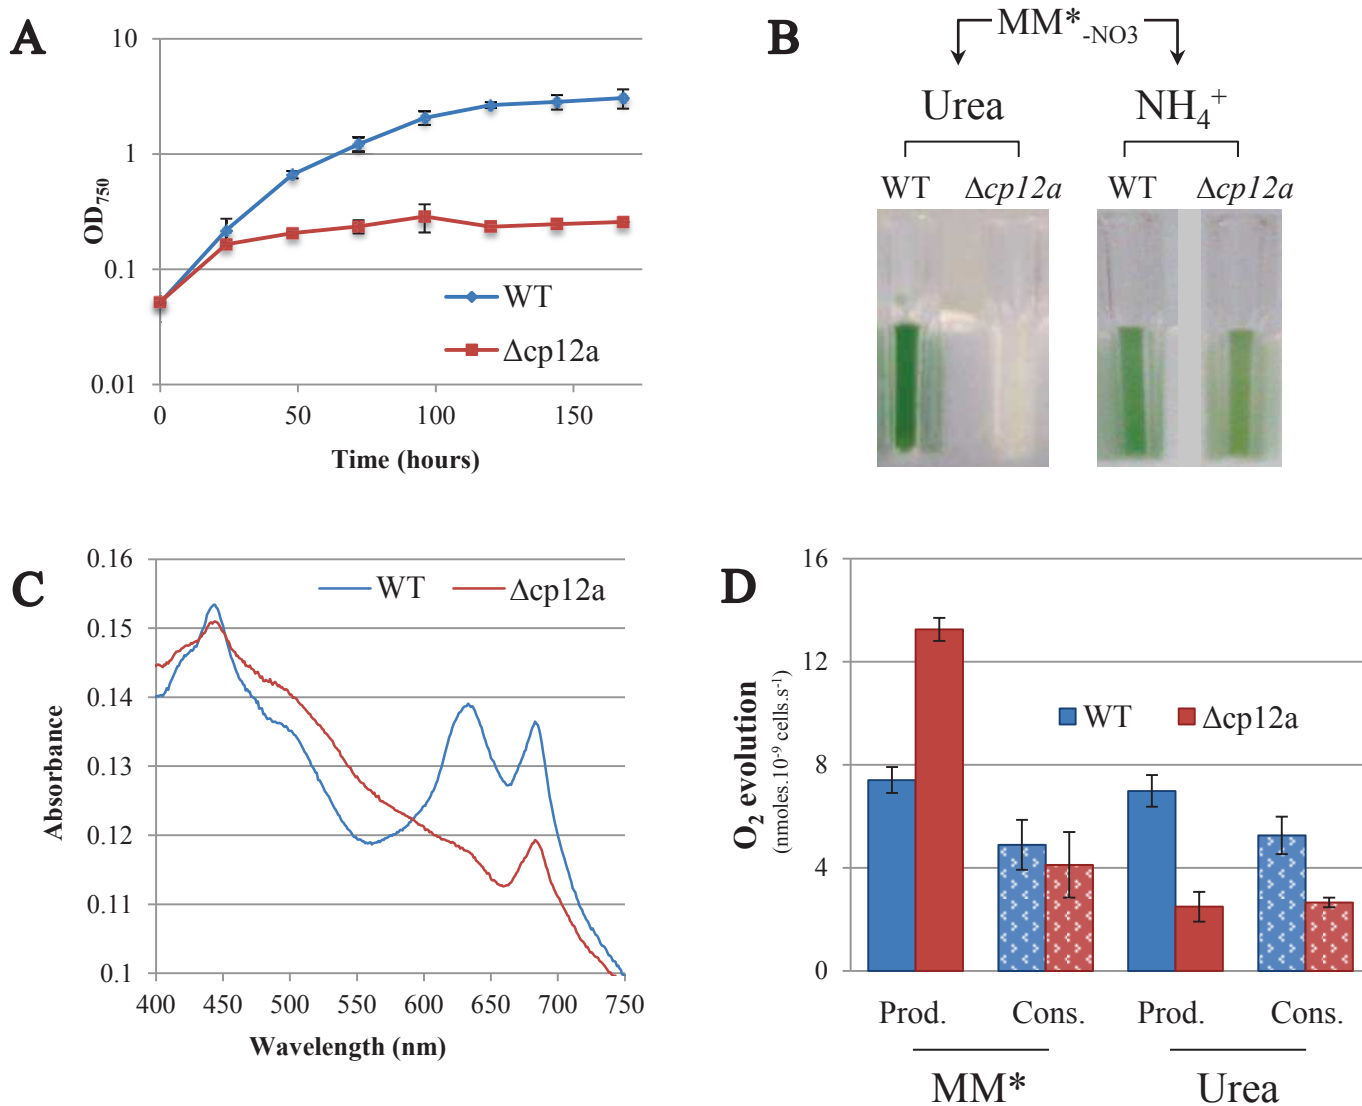 A
10
1
0.1
0.01
OD750
0
50
100
150
Time (hours)
WT
Δcp12a
B
MM*-NO3
Urea
NH4+
WT
Δcp12a
WT
Δcp12a
C
0.16
0.15
0.14
0.13
0.12
0.11
0.1
Absorbance
400
450
500
550
600
650
700
750
Wavelength (nm)
WT
Δcp12a
D
16
12
8
4
0
O2 evolution
(nmoles.10-9 cells.s-1)
WT
Δcp12a
Prod.
Cons.
Prod.
Cons.
MM*
Urea